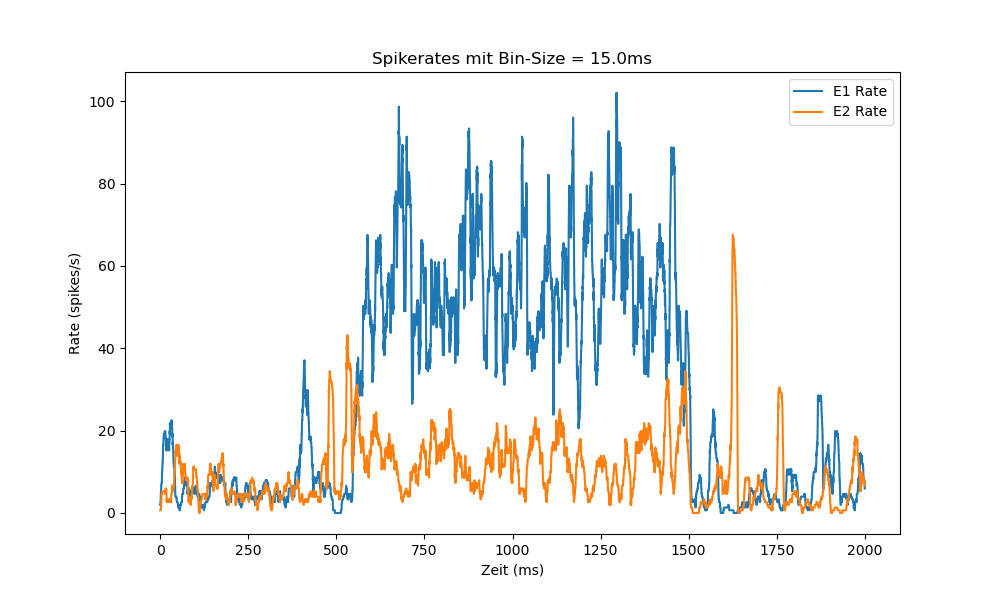 Spikerates mit Bin-Size = 15.0ms
E1 Rate
E2 Rate
100
80
60
40
20
0
Rate (spikes/s)
0 250 500 750 1000 1250 1500 1750 2000
Zeit (ms)